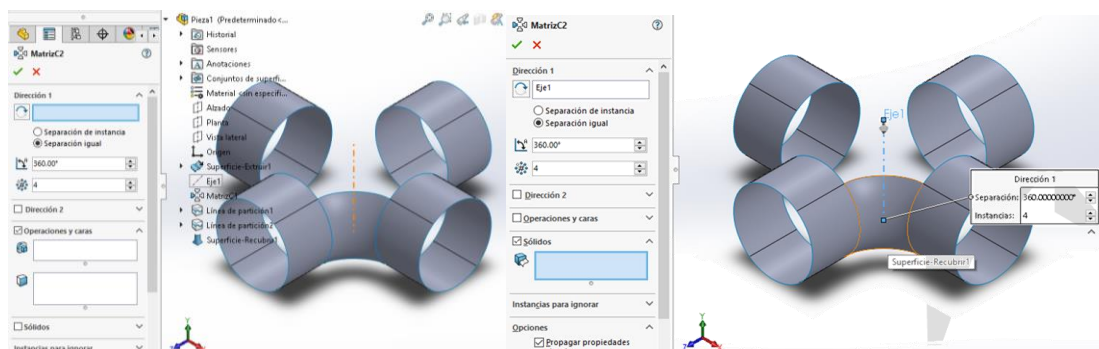 MatrizC2
Dirección 1
Separación de instancia
Separación igual
360.00°
4
Dirección 2
Operaciones y caras
Sólidos
Instancias para ignorar
Pieza1 (Predeterminado<...
Historial
Sensores
Anotaciones
Conjuntos de superfi...
Material <sin especifi...
Alzado
Planta
Vista lateral
Origen
Superficie-Extruir1
Eje1
MatrizC1
Línea de partición1
Línea de partición2
Superficie-Recubrir1
Y
MatrizC2
Dirección 1
Eje1
Separación de instancia
Separación igual
360.00°
4
Dirección 2
Operaciones y caras
Sólidos
Instancias para ignorar
Opciones
Propagar propiedades
Eje1
Dirección 1
Separación: 360.00000000°
Instancias: 4
Superficie-Recubrir1
Y
Z